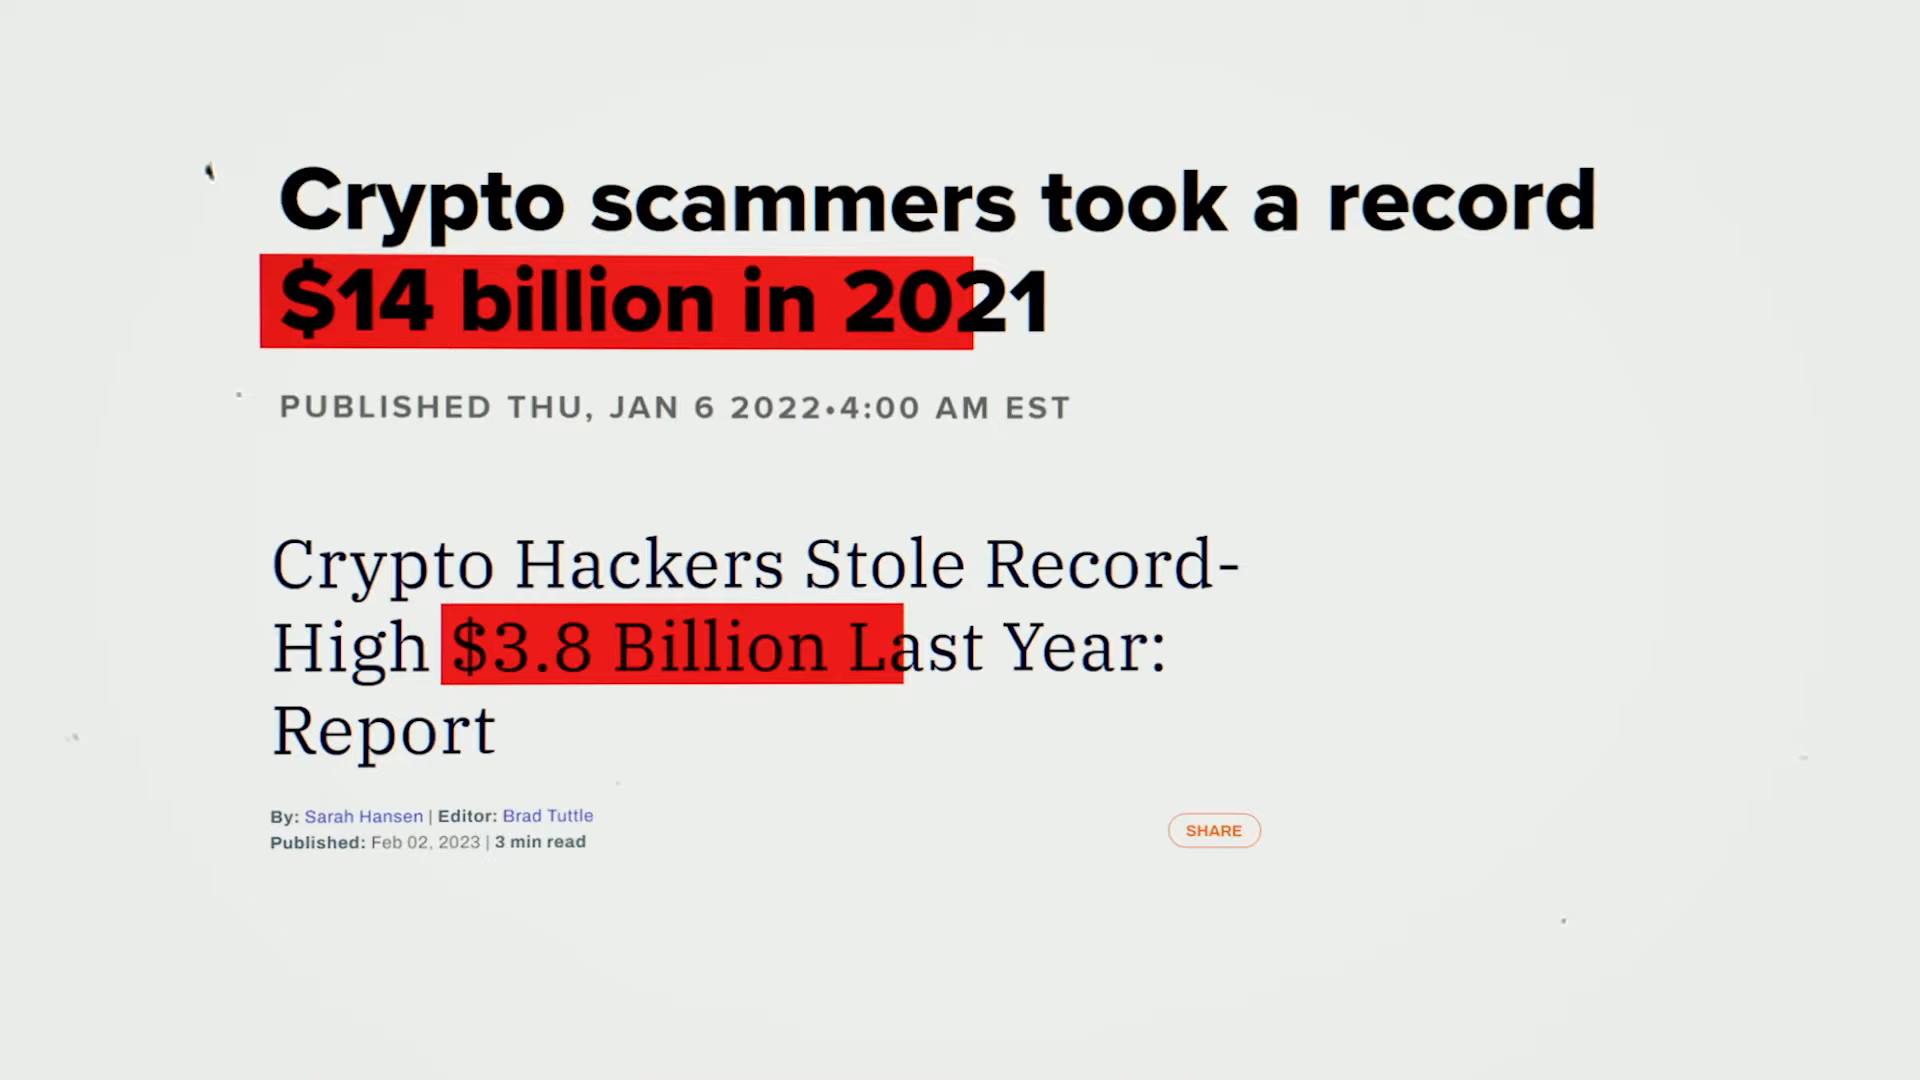 Crypto scammers took a record
$14 billion in 2021
PUBLISHED THU, JAN 6 2022•4:00 AM EST
Crypto Hackers Stole Record-
High $3.8 Billion Last Year:
Report
By: Sarah Hansen | Editor: Brad Tuttle
Published: Feb 02, 2023 | 3 min read
SHARE